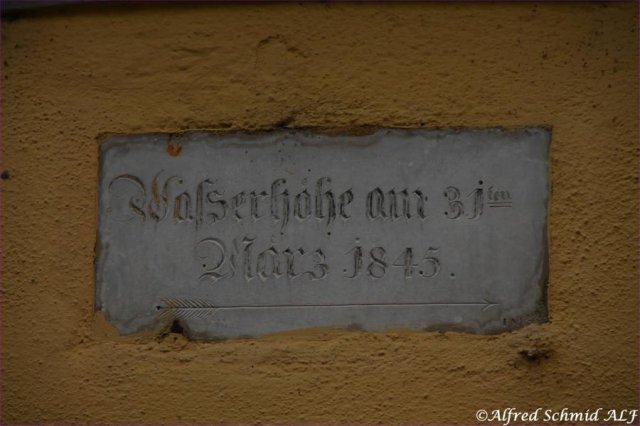 Wasserhöhe am 31ten
März 1845.
©Alfred Schmid ALF